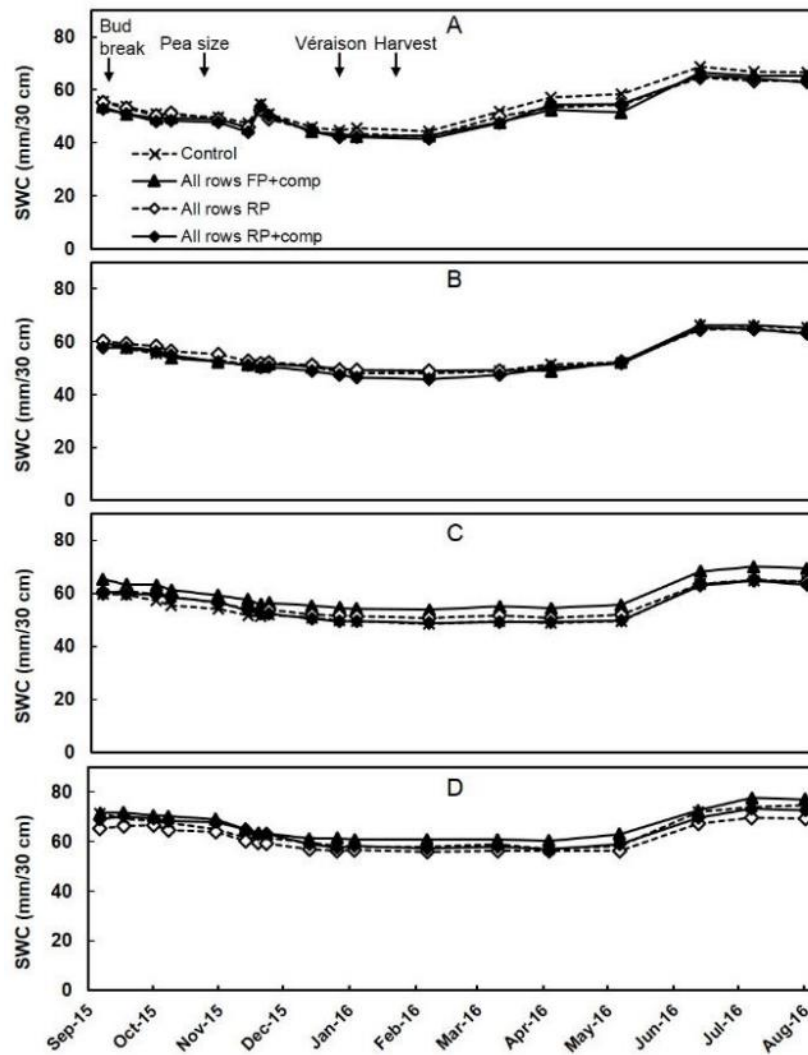 A
Bud break
Pea size
Véraison
Harvest
SWC (mm/30 cm)
80
60
40
20
0
Control
All rows FP+comp
All rows RP
All rows RP+comp
B
SWC (mm/30 cm)
80
60
40
20
0
C
SWC (mm/30 cm)
80
60
40
20
0
D
SWC (mm/30 cm)
80
60
40
20
0
Sep-15
Oct-15
Nov-15
Dec-15
Jan-16
Feb-16
Mar-16
Apr-16
May-16
Jun-16
Jul-16
Aug-16